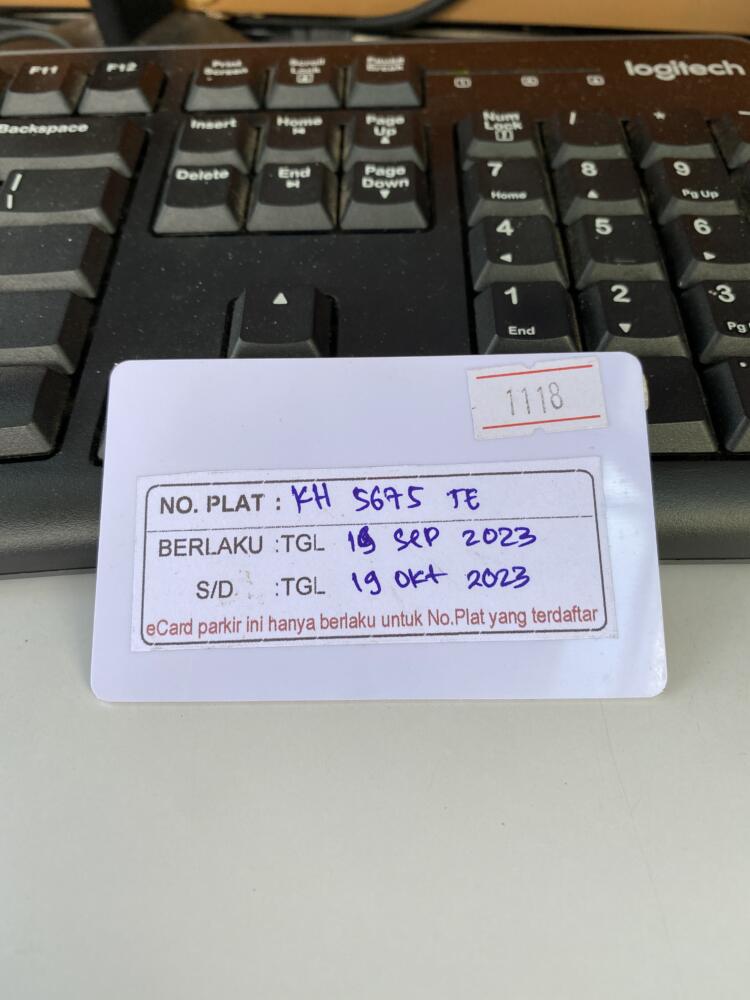 F11 F12 Print Screen Scroll Lock Pause Break
logitech
Backspace Insert Home Page Up Num Lock / *
Delete End Page Down 7 Home 8 9 Pg Up
4 5 6
1 End 2 3 Pg
1118
NO. PLAT : KH 5675 TE
BERLAKU :TGL 19 SEP 2023
S/D :TGL 19 OKt 2023
eCard parkir ini hanya berlaku untuk No.Plat yang terdaftar